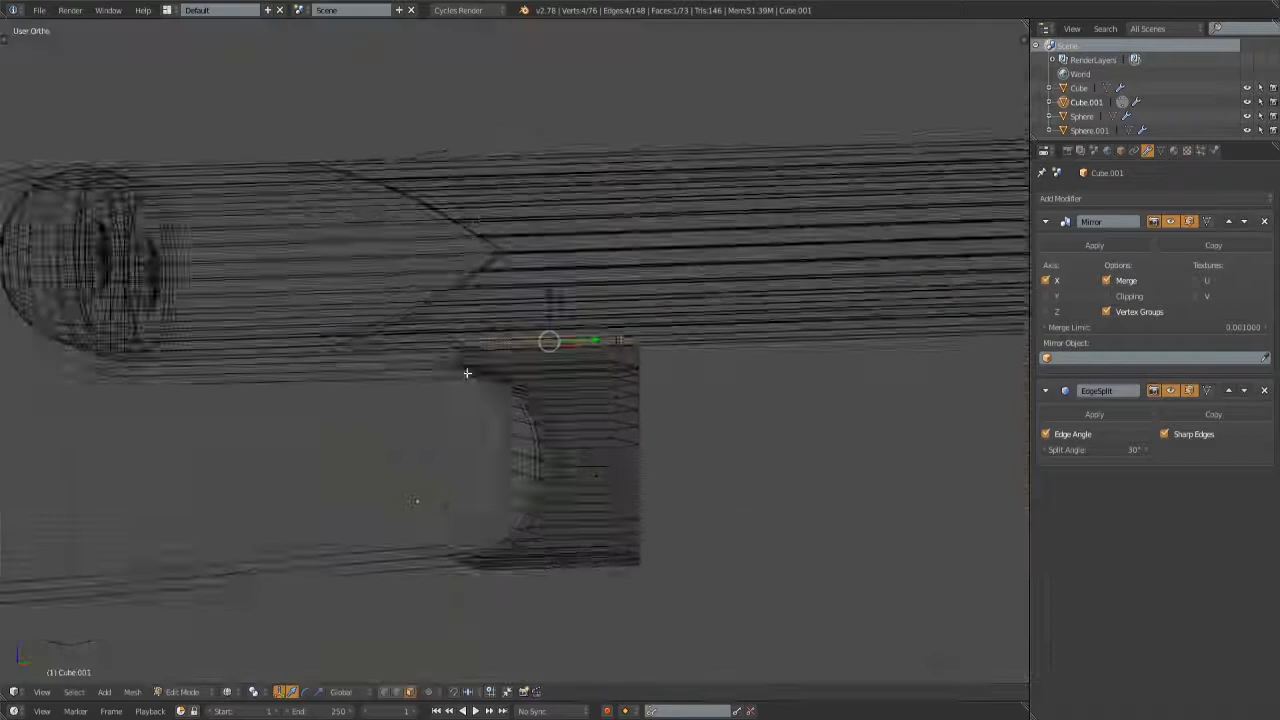 File Render Window Help Default Scene Cycles Render v2.78 | Verts:4/76 | Edges:4/148 | Faces:1/73 | Tris:146 | Mem:51.39M | Cube.001
User Ortho
View Search All Scenes
Scene
RenderLayers
World
Cube
Cube.001
Sphere
Sphere.001
Cube.001
Add Modifier
Mirror
Apply Copy
Axis: Options: Textures:
X Merge U
Y Clipping V
Z Vertex Groups
Merge Limit: 0.001000
Mirror Object:
EdgeSplit
Apply Copy
Edge Angle Sharp Edges
Split Angle: 30°
(1) Cube.001
View Select Add Mesh Edit Mode Global
View Marker Frame Playback Start: 1 End: 250 1 No Sync